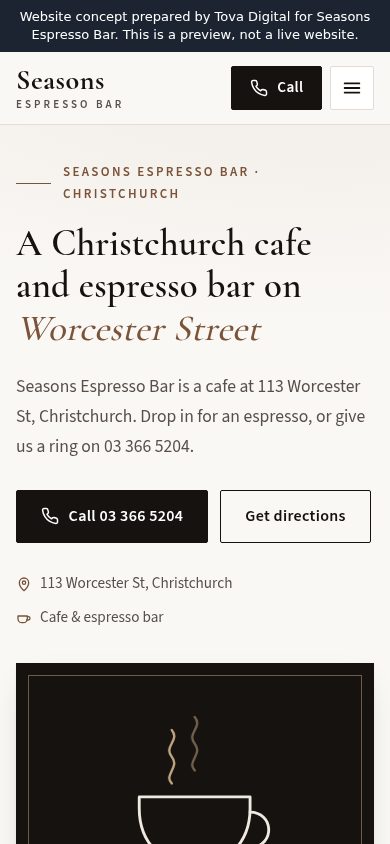 Website concept prepared by Tova Digital for Seasons
Espresso Bar. This is a preview, not a live website.
Seasons
ESPRESSO BAR
Call
SEASONS ESPRESSO BAR ·
CHRISTCHURCH
A Christchurch cafe
and espresso bar on
Worcester Street
Seasons Espresso Bar is a cafe at 113 Worcester
St, Christchurch. Drop in for an espresso, or give
us a ring on 03 366 5204.
Call 03 366 5204
Get directions
113 Worcester St, Christchurch
Cafe & espresso bar